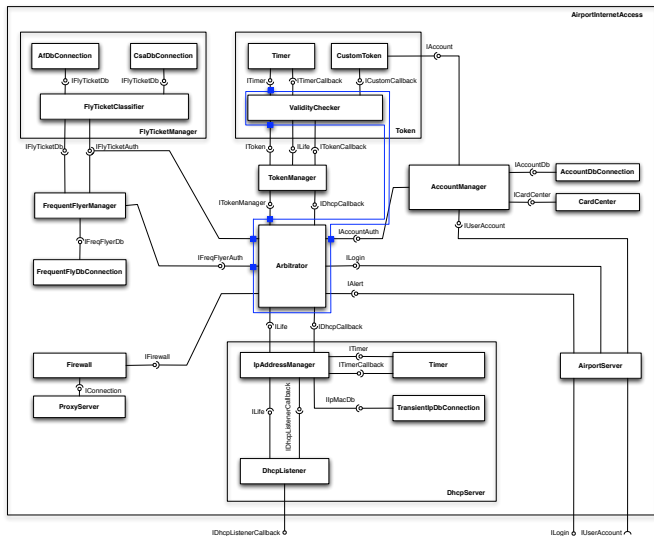 AirportInternetAccess
AfDbConnection
CsaDbConnection
IFlyTicketDb
IFlyTicketDb
FlyTicketClassifier
FlyTicketManager
Timer
CustomToken
IAccount
ITimer
ITimerCallback
ICustomCallback
ValidityChecker
Token
IFlyTicketDb
IFlyTicketAuth
IToken
ILife
ITokenCallback
TokenManager
ITokenManager
IDhcpCallback
AccountManager
IAccountDb
AccountDbConnection
ICardCenter
CardCenter
IUserAccount
FrequentFlyerManager
IFreqFlyerDb
FrequentFlyDbConnection
IFreqFlyerAuth
IAccountAuth
Arbitrator
ILogin
IAlert
ILife
IDhcpCallback
Firewall
IFirewall
IConnection
ProxyServer
IpAddressManager
ITimer
ITimerCallback
Timer
AirportServer
ILife
IDhcpListenerCallback
IIpMacDb
TransientIpDbConnection
DhcpListener
DhcpServer
IDhcpListenerCallback
ILogin
IUserAccount